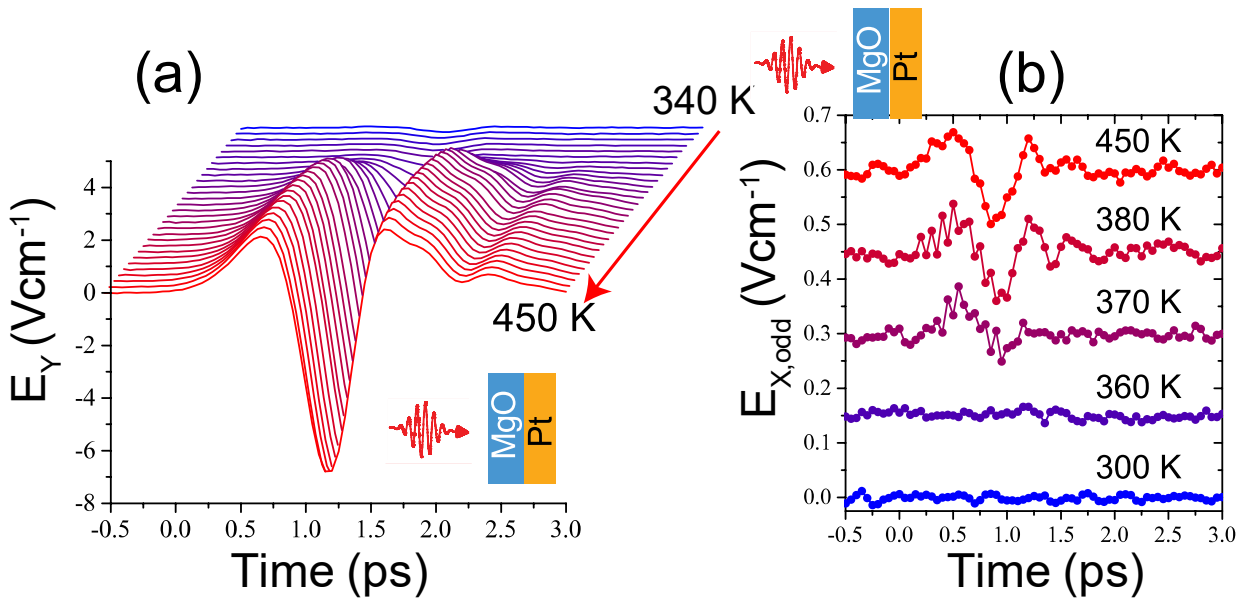 (a)
340 K
450 K
E_Y (Vcm⁻¹)
4
2
0
-2
-4
-6
-8
-0.5 0.0 0.5 1.0 1.5 2.0 2.5 3.0
Time (ps)
MgO
Pt
MgO
Pt
(b)
E_X,odd (Vcm⁻¹)
0.7
0.6
0.5
0.4
0.3
0.2
0.1
0.0
450 K
380 K
370 K
360 K
300 K
-0.5 0.0 0.5 1.0 1.5 2.0 2.5 3.0
Time (ps)